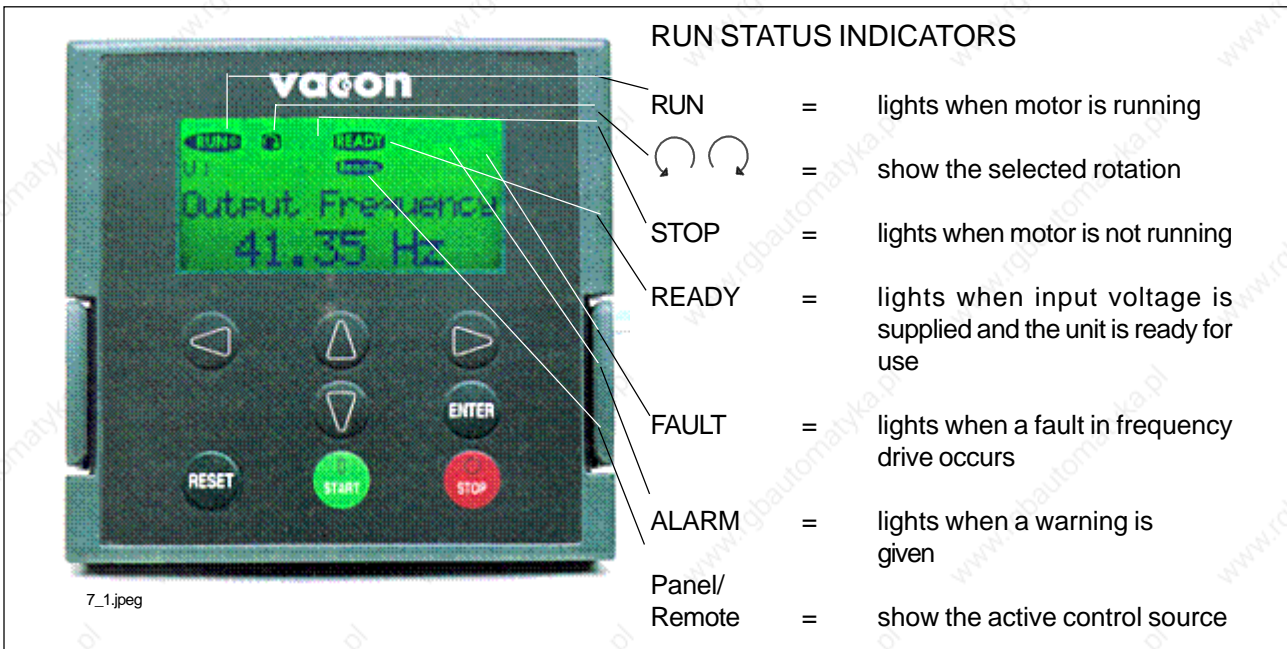 RUN STATUS INDICATORS
vacon
RUN
READY
V1
Output Frequency
41.35 Hz
ENTER
RESET
START
STOP
7_1.jpeg
RUN = lights when motor is running
= show the selected rotation
STOP = lights when motor is not running
READY = lights when input voltage is
supplied and the unit is ready for
use
FAULT = lights when a fault in frequency
drive occurs
ALARM = lights when a warning is
given
Panel/
Remote = show the active control source
www.rgbautomatyka.pl